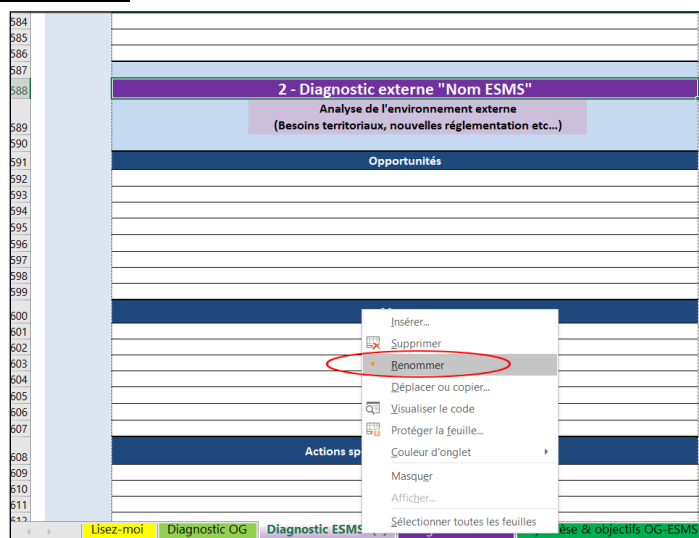 584
585
586
587
588 2 - Diagnostic externe "Nom ESMS"
Analyse de l'environnement externe
589 (Besoins territoriaux, nouvelles réglementation etc...)
590
591 Opportunités
592
593
594
595
596
597
598
599
600
601
602
603
604
605
606
607
608 Actions sp
609
610
611
612
Insérer...
Supprimer
Renommer
Déplacer ou copier...
Visualiser le code
Protéger la feuille...
Couleur d'onglet
Masquer
Afficher...
Sélectionner toutes les feuilles
Lisez-moi Diagnostic OG Diagnostic ESMS & objectifs OG-ESMS